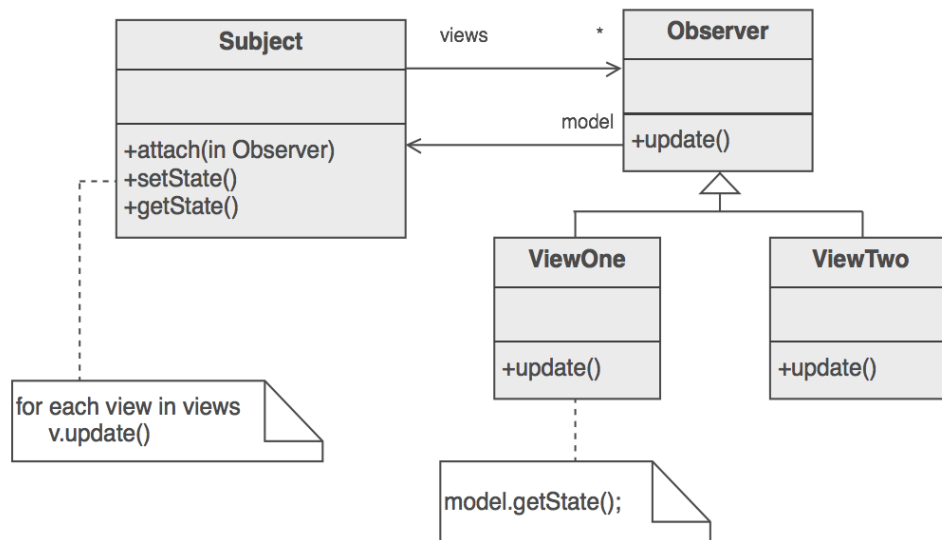 Subject
+attach(in Observer)
+setState()
+getState()
views
*
model
Observer
+update()
ViewOne
+update()
ViewTwo
+update()
for each view in views
v.update()
model.getState();